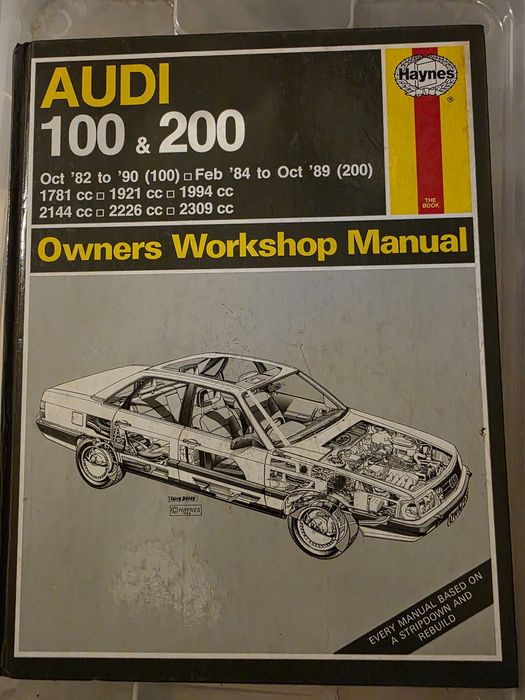 AUDI
Haynes
®
100 & 200
Oct '82 to '90 (100) □ Feb '84 to Oct '89 (200)
1781 cc □ 1921 cc □ 1994 cc
2144 cc □ 2226 cc □ 2309 cc
THE
BOOK
Owners Workshop Manual
Terry Davey
© HAYNES
EVERY MANUAL BASED ON
A STRIPDOWN AND
REBUILD